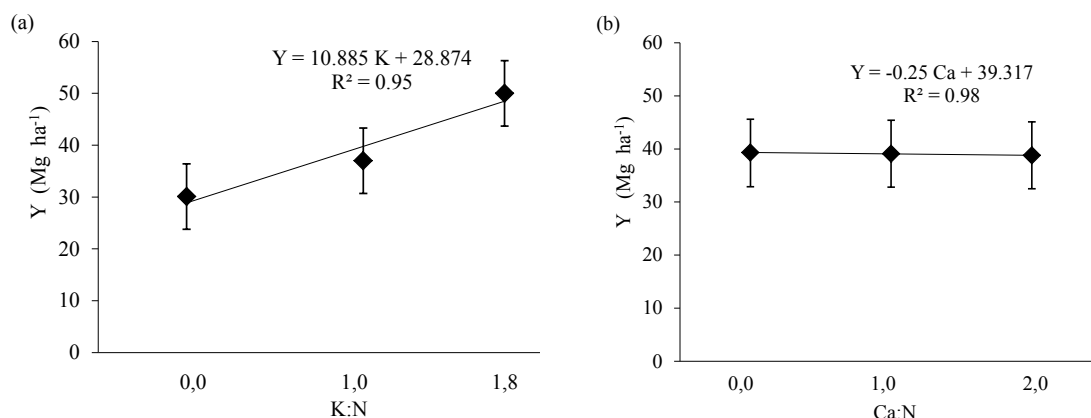 (a)
60
50
40
30
20
10
0
Y (Mg ha⁻¹)
Y = 10.885 K + 28.874
R² = 0.95
0,0 1,0 1,8
K:N
(b)
60
50
40
30
20
10
0
Y (Mg ha⁻¹)
Y = -0.25 Ca + 39.317
R² = 0.98
0,0 1,0 2,0
Ca:N